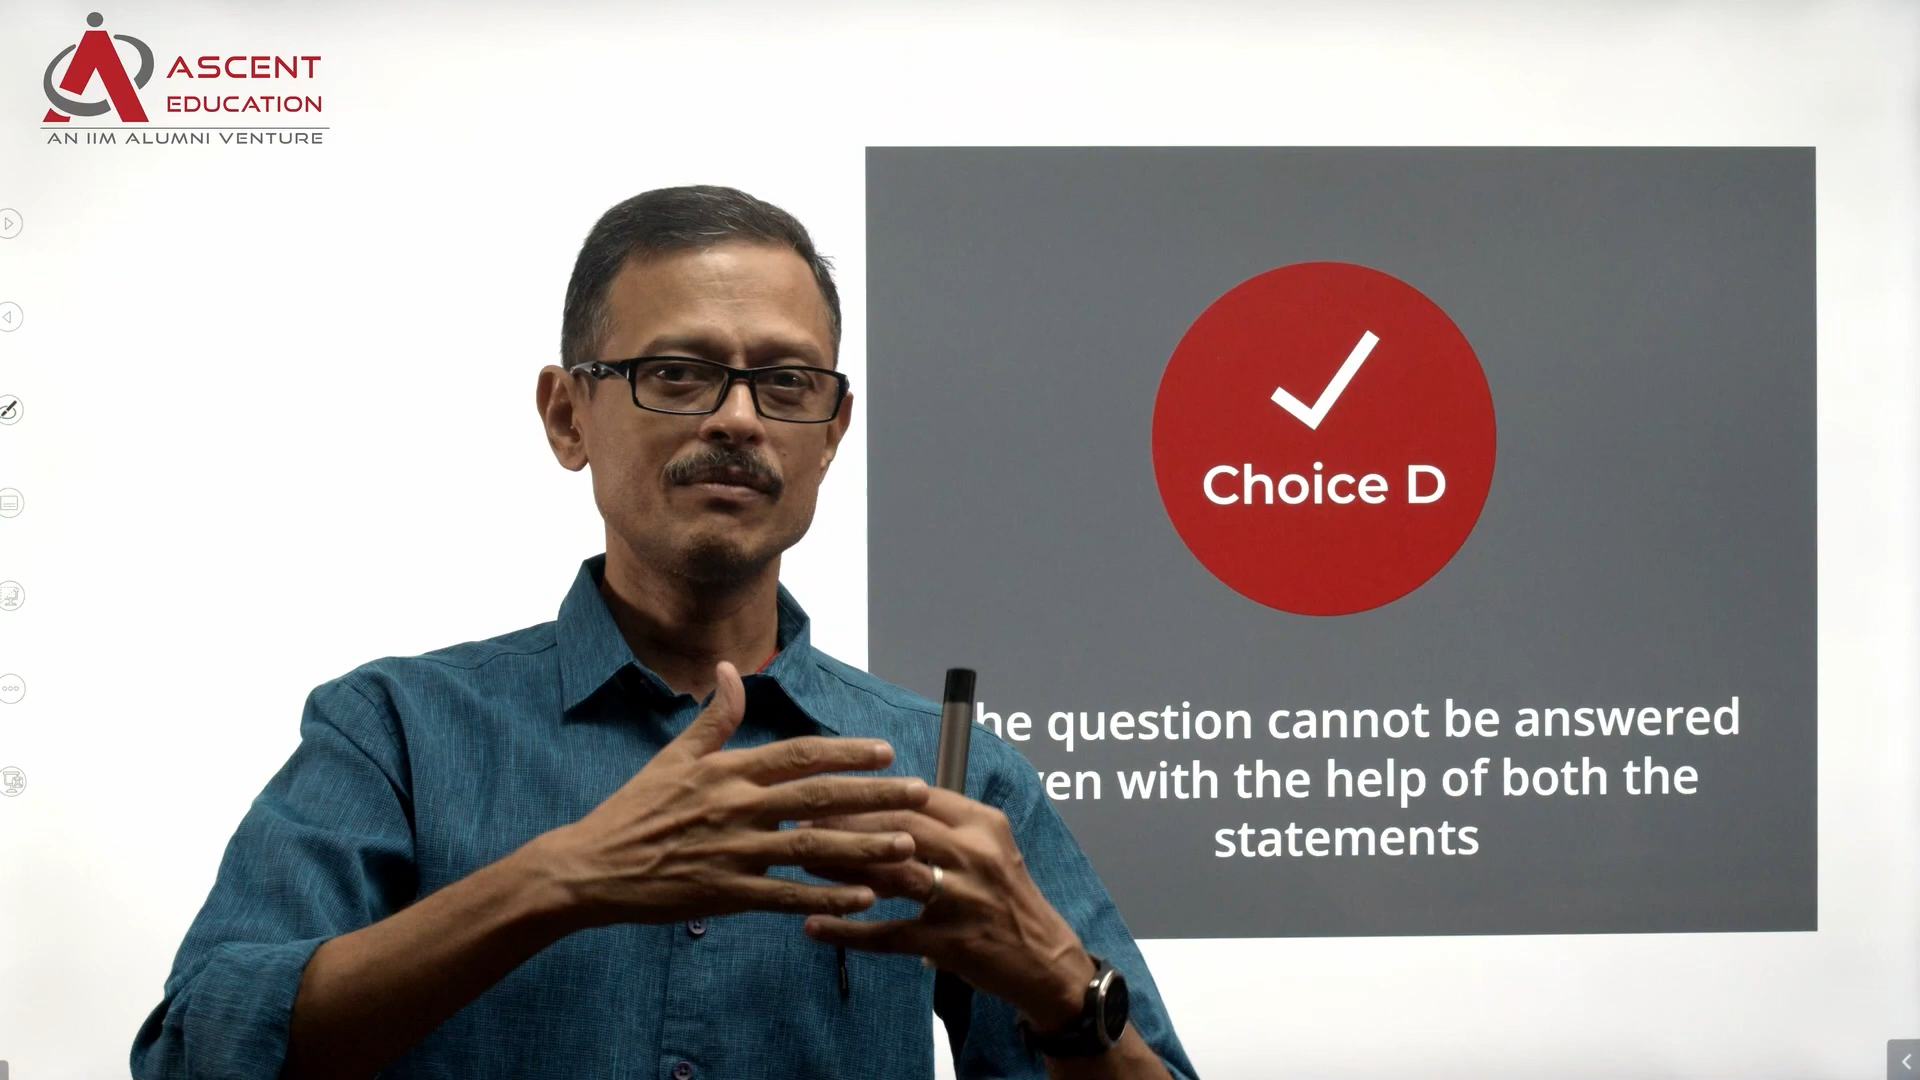 ASCENT
EDUCATION
AN IIM ALUMNI VENTURE
Choice D
he question cannot be answered
ven with the help of both the
statements